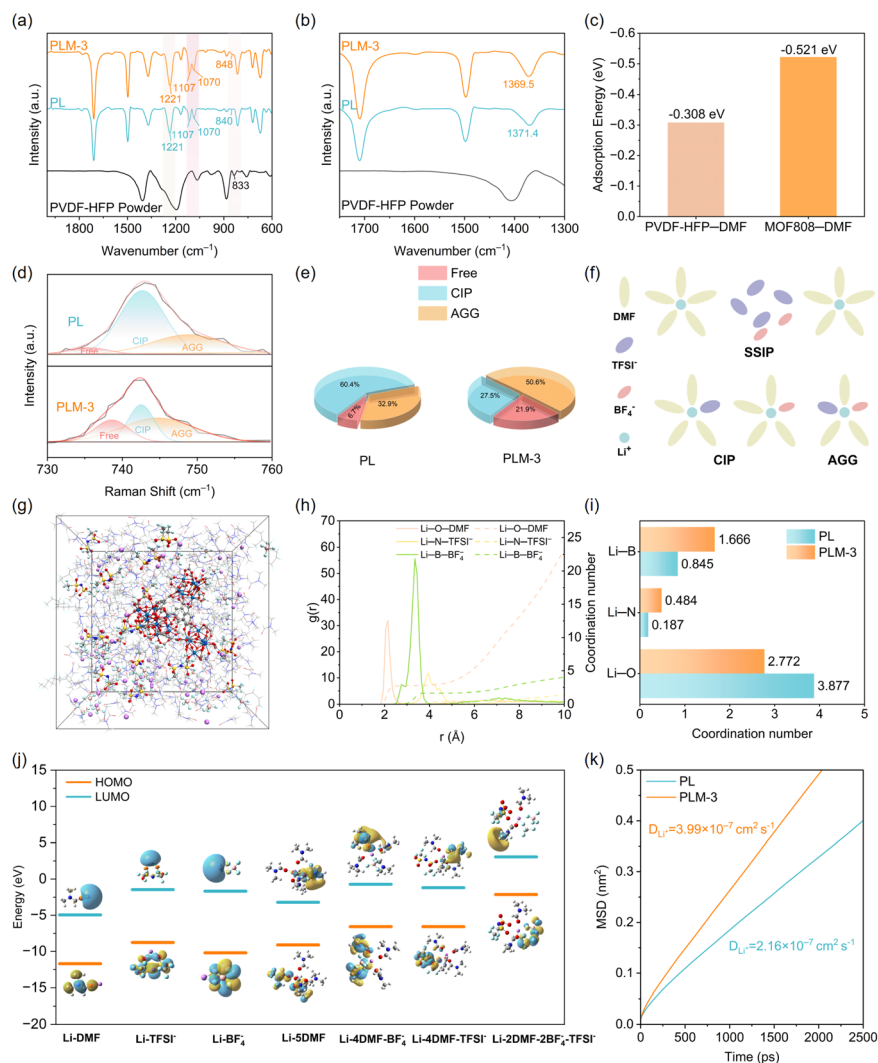 (a)
PLM-3
848
1107
1070
1221
PL
1107
840
1070
1221
833
PVDF-HFP Powder
Intensity (a.u.)
1800
1500
1200
900
600
Wavenumber (cm⁻¹)
(b)
PLM-3
1369.5
PL
1371.4
PVDF-HFP Powder
Intensity (a.u.)
1700
1600
1500
1400
1300
Wavenumber (cm⁻¹)
(c)
−0.6
−0.5
−0.4
−0.3
−0.2
−0.1
0.0
Adsorption Energy (eV)
-0.308 eV
-0.521 eV
PVDF-HFP—DMF
MOF808—DMF
(d)
PL
Free
CIP
AGG
PLM-3
Free
CIP
AGG
Intensity (a.u.)
730
740
750
760
Raman Shift (cm⁻¹)
(e)
Free
CIP
AGG
60.4%
6.7%
32.9%
PL
50.6%
27.5%
21.9%
PLM-3
(f)
DMF
TFSI⁻
BF₄⁻
Li⁺
SSIP
CIP
AGG
(g)
(h)
70
60
50
40
30
20
10
0
g(r)
Li—O—DMF
Li—N—TFSI⁻
Li—B—BF₄⁻
Li—O—DMF
Li—N—TFSI⁻
Li—B—BF₄⁻
25
20
15
10
5
0
Coordination number
0
2
4
6
8
10
r (Å)
(i)
PL
PLM-3
Li—B
1.666
0.845
Li—N
0.484
0.187
Li—O
2.772
3.877
0
1
2
3
4
5
Coordination number
(j)
15
10
5
0
−5
−10
−15
−20
Energy (eV)
HOMO
LUMO
Li-DMF
Li-TFSI⁻
Li-BF₄⁻
Li-5DMF
Li-4DMF-BF₄⁻
Li-4DMF-TFSI⁻
Li-2DMF-2BF₄⁻-TFSI⁻
(k)
0.5
0.4
0.3
0.2
0.1
0.0
MSD (nm²)
PL
PLM-3
D_Li⁺=3.99×10⁻⁷ cm² s⁻¹
D_Li⁺=2.16×10⁻⁷ cm² s⁻¹
0
500
1000
1500
2000
2500
Time (ps)